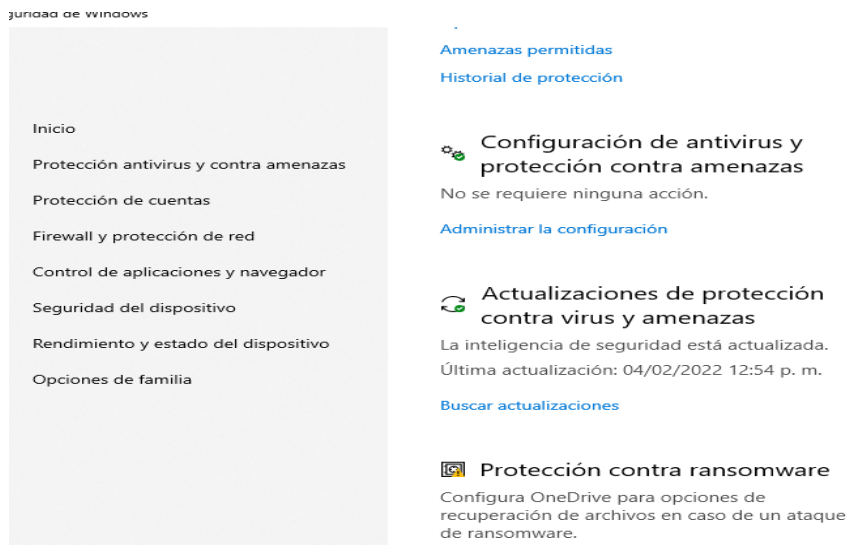 guridad de Windows
Inicio
Protección antivirus y contra amenazas
Protección de cuentas
Firewall y protección de red
Control de aplicaciones y navegador
Seguridad del dispositivo
Rendimiento y estado del dispositivo
Opciones de familia
Amenazas permitidas
Historial de protección
Configuración de antivirus y
protección contra amenazas
No se requiere ninguna acción.
Administrar la configuración
Actualizaciones de protección
contra virus y amenazas
La inteligencia de seguridad está actualizada.
Última actualización: 04/02/2022 12:54 p. m.
Buscar actualizaciones
Protección contra ransomware
Configura OneDrive para opciones de
recuperación de archivos en caso de un ataque
de ransomware.